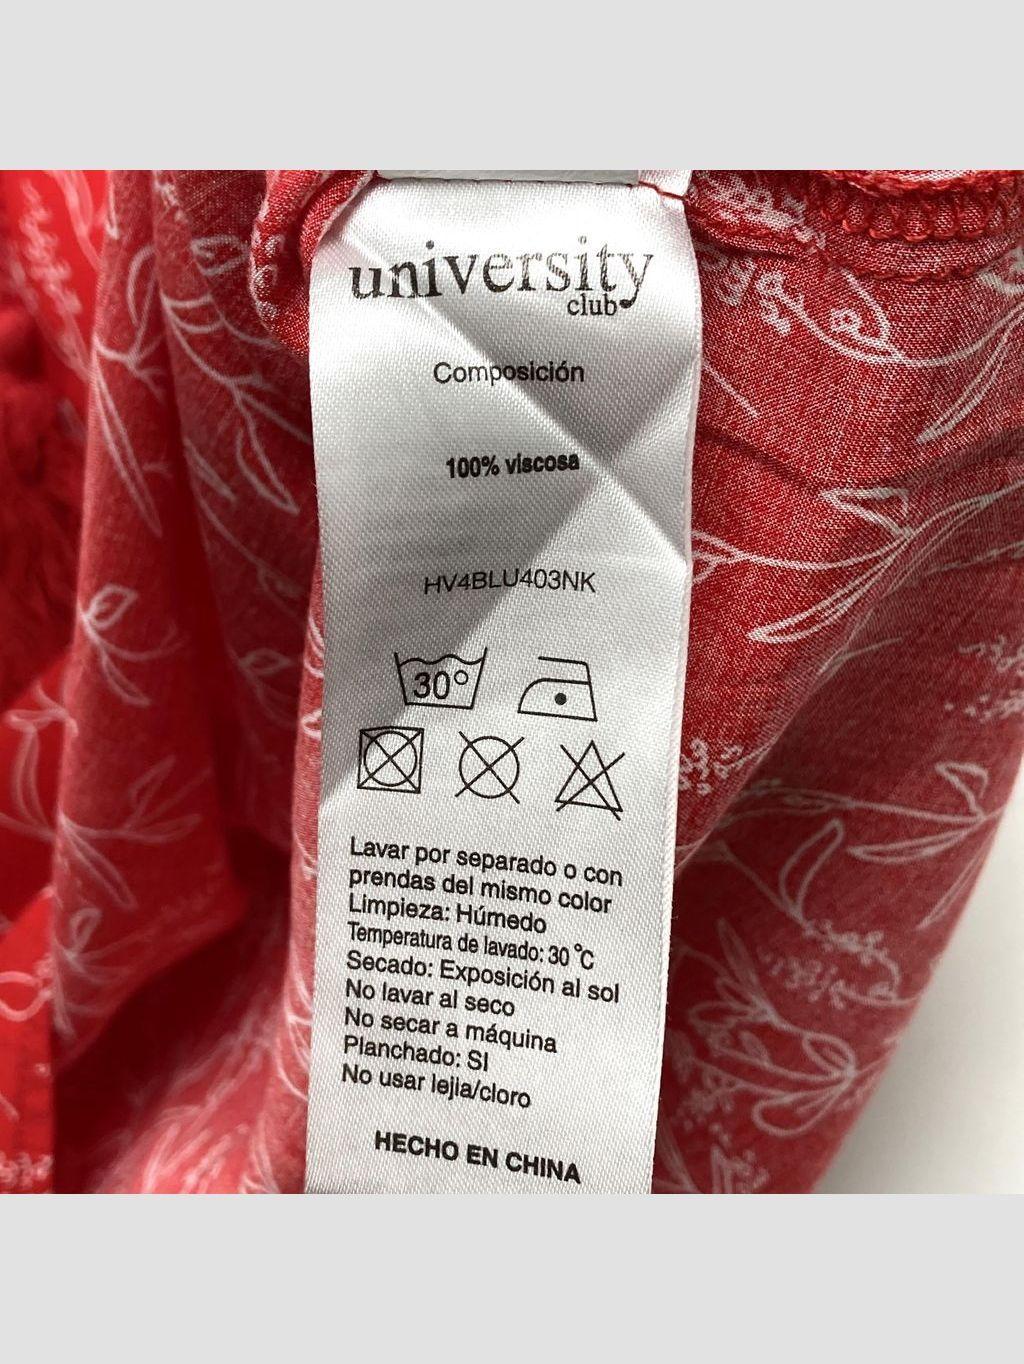 university
club
Composición
100% viscosa
HV4BLU403NK
30°
Lavar por separado o con
prendas del mismo color
Limpieza: Húmedo
Temperatura de lavado: 30 °C
Secado: Exposición al sol
No lavar al seco
No secar a máquina
Planchado: SI
No usar lejia/cloro
HECHO EN CHINA